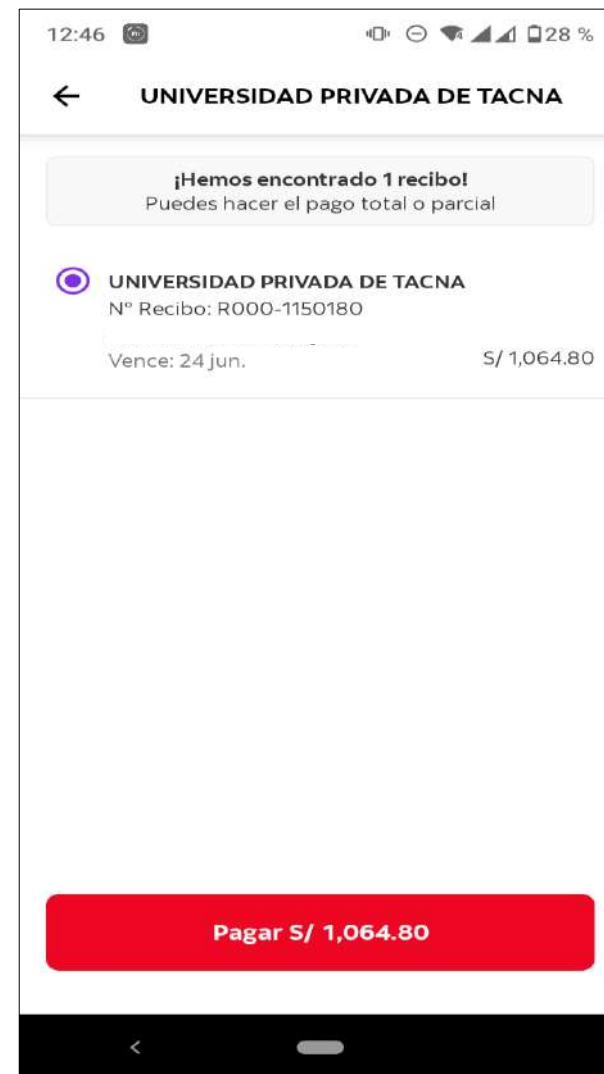 12:46
28 %
UNIVERSIDAD PRIVADA DE TACNA
¡Hemos encontrado 1 recibo!
Puedes hacer el pago total o parcial
UNIVERSIDAD PRIVADA DE TACNA
Nº Recibo: R000-1150180
Vence: 24 jun.
S/ 1,064.80
Pagar S/ 1,064.80